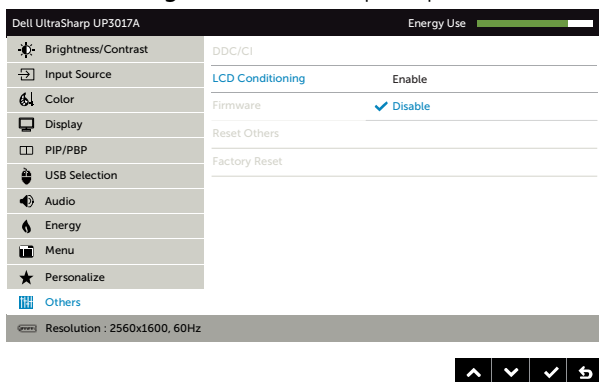 Dell UltraSharp UP3017A Energy Use
Brightness/Contrast DDC/CI
Input Source LCD Conditioning Enable
Color Firmware Disable
Display Reset Others
PIP/PBP Factory Reset
USB Selection
Audio
Energy
Menu
Personalize
Others
Resolution : 2560x1600, 60Hz